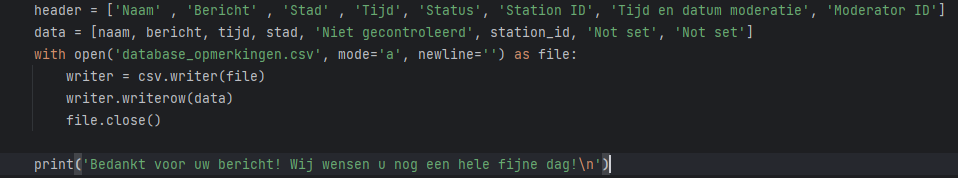 header = ['Naam' , 'Bericht' , 'Stad' , 'Tijd', 'Status', 'Station ID', 'Tijd en datum moderatie', 'Moderator ID']
data = [naam, bericht, tijd, stad, 'Niet gecontroleerd', station_id, 'Not set', 'Not set']
with open('database_opmerkingen.csv', mode='a', newline='') as file:
    writer = csv.writer(file)
    writer.writerow(data)
    file.close()
print('Bedankt voor uw bericht! Wij wensen u nog een hele fijne dag!\n')